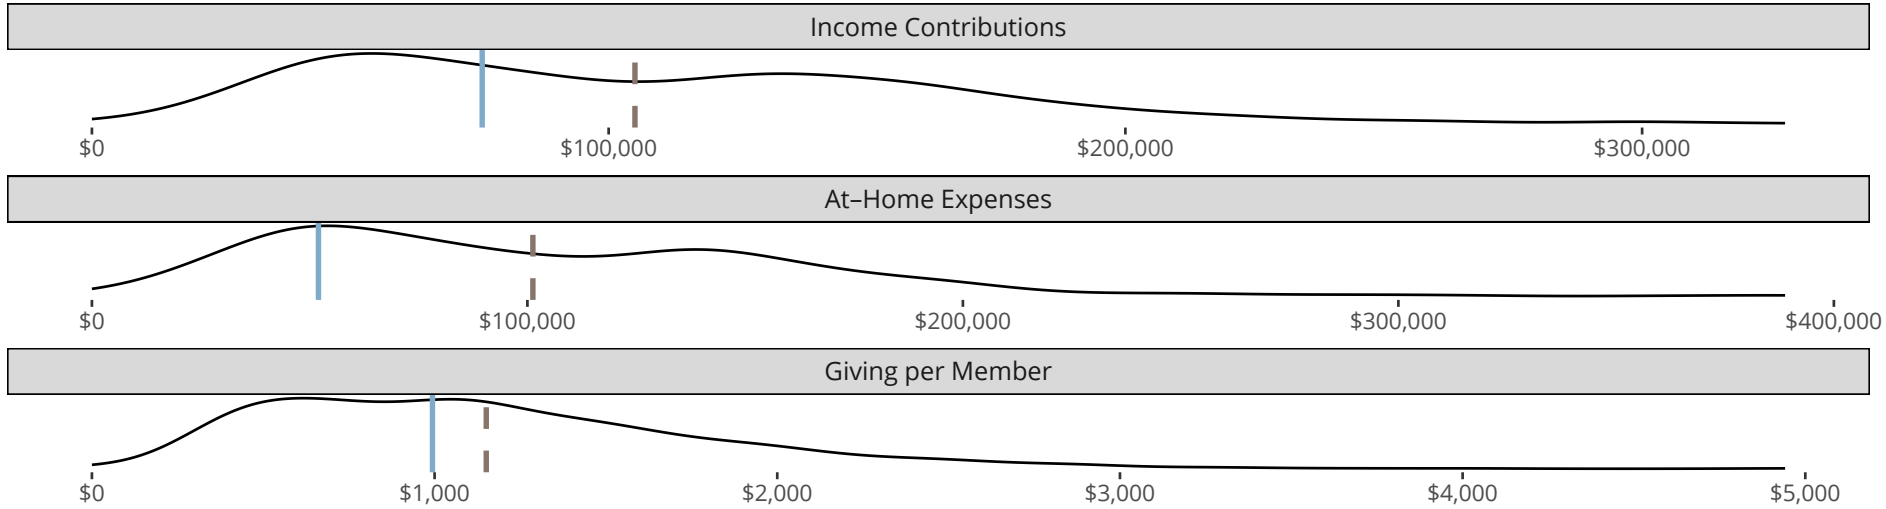 Income Contributions
$0 $100,000 $200,000 $300,000
At–Home Expenses
$0 $100,000 $200,000 $300,000 $400,000
Giving per Member
$0 $1,000 $2,000 $3,000 $4,000 $5,000